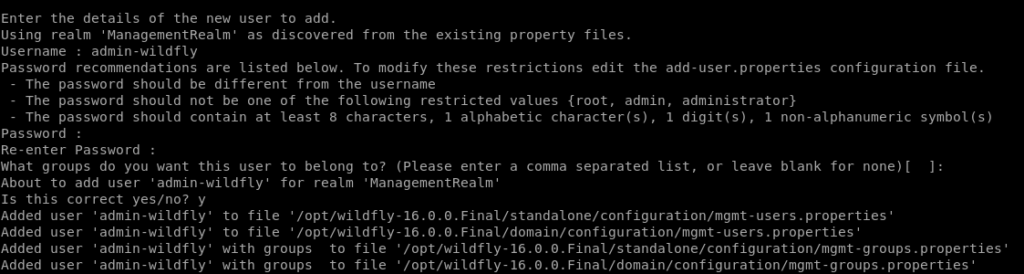 Enter the details of the new user to add.
Using realm 'ManagementRealm' as discovered from the existing property files.
Username : admin-wildfly
Password recommendations are listed below. To modify these restrictions edit the add-user.properties configuration file.
 - The password should be different from the username
 - The password should not be one of the following restricted values {root, admin, administrator}
 - The password should contain at least 8 characters, 1 alphabetic character(s), 1 digit(s), 1 non-alphanumeric symbol(s)
Password :
Re-enter Password :
What groups do you want this user to belong to? (Please enter a comma separated list, or leave blank for none)[  ]:
About to add user 'admin-wildfly' for realm 'ManagementRealm'
Is this correct yes/no? y
Added user 'admin-wildfly' to file '/opt/wildfly-16.0.0.Final/standalone/configuration/mgmt-users.properties'
Added user 'admin-wildfly' to file '/opt/wildfly-16.0.0.Final/domain/configuration/mgmt-users.properties'
Added user 'admin-wildfly' with groups  to file '/opt/wildfly-16.0.0.Final/standalone/configuration/mgmt-groups.properties'
Added user 'admin-wildfly' with groups  to file '/opt/wildfly-16.0.0.Final/domain/configuration/mgmt-groups.properties'